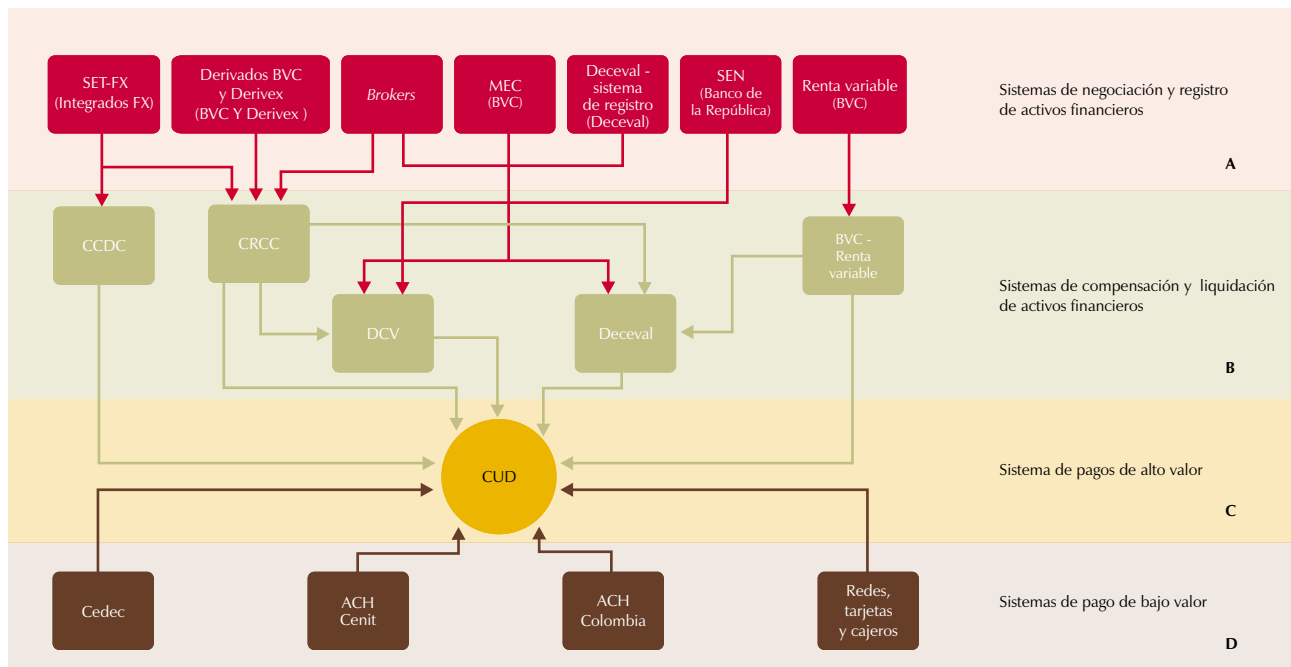 SET-FX
(Integrados FX)
Derivados BVC
y Derivex
(BVC Y Derivex )
Brokers
MEC
(BVC)
Deceval -
sistema
de registro
(Deceval)
SEN
(Banco de
la República)
Renta variable
(BVC)
Sistemas de negociación y registro
de activos financieros
A
CCDC
CRCC
BVC -
Renta
variable
DCV
Deceval
Sistemas de compensación y liquidación
de activos financieros
B
CUD
Sistema de pagos de alto valor
C
Cedec
ACH
Cenit
ACH
Colombia
Redes,
tarjetas
y cajeros
Sistemas de pago de bajo valor
D